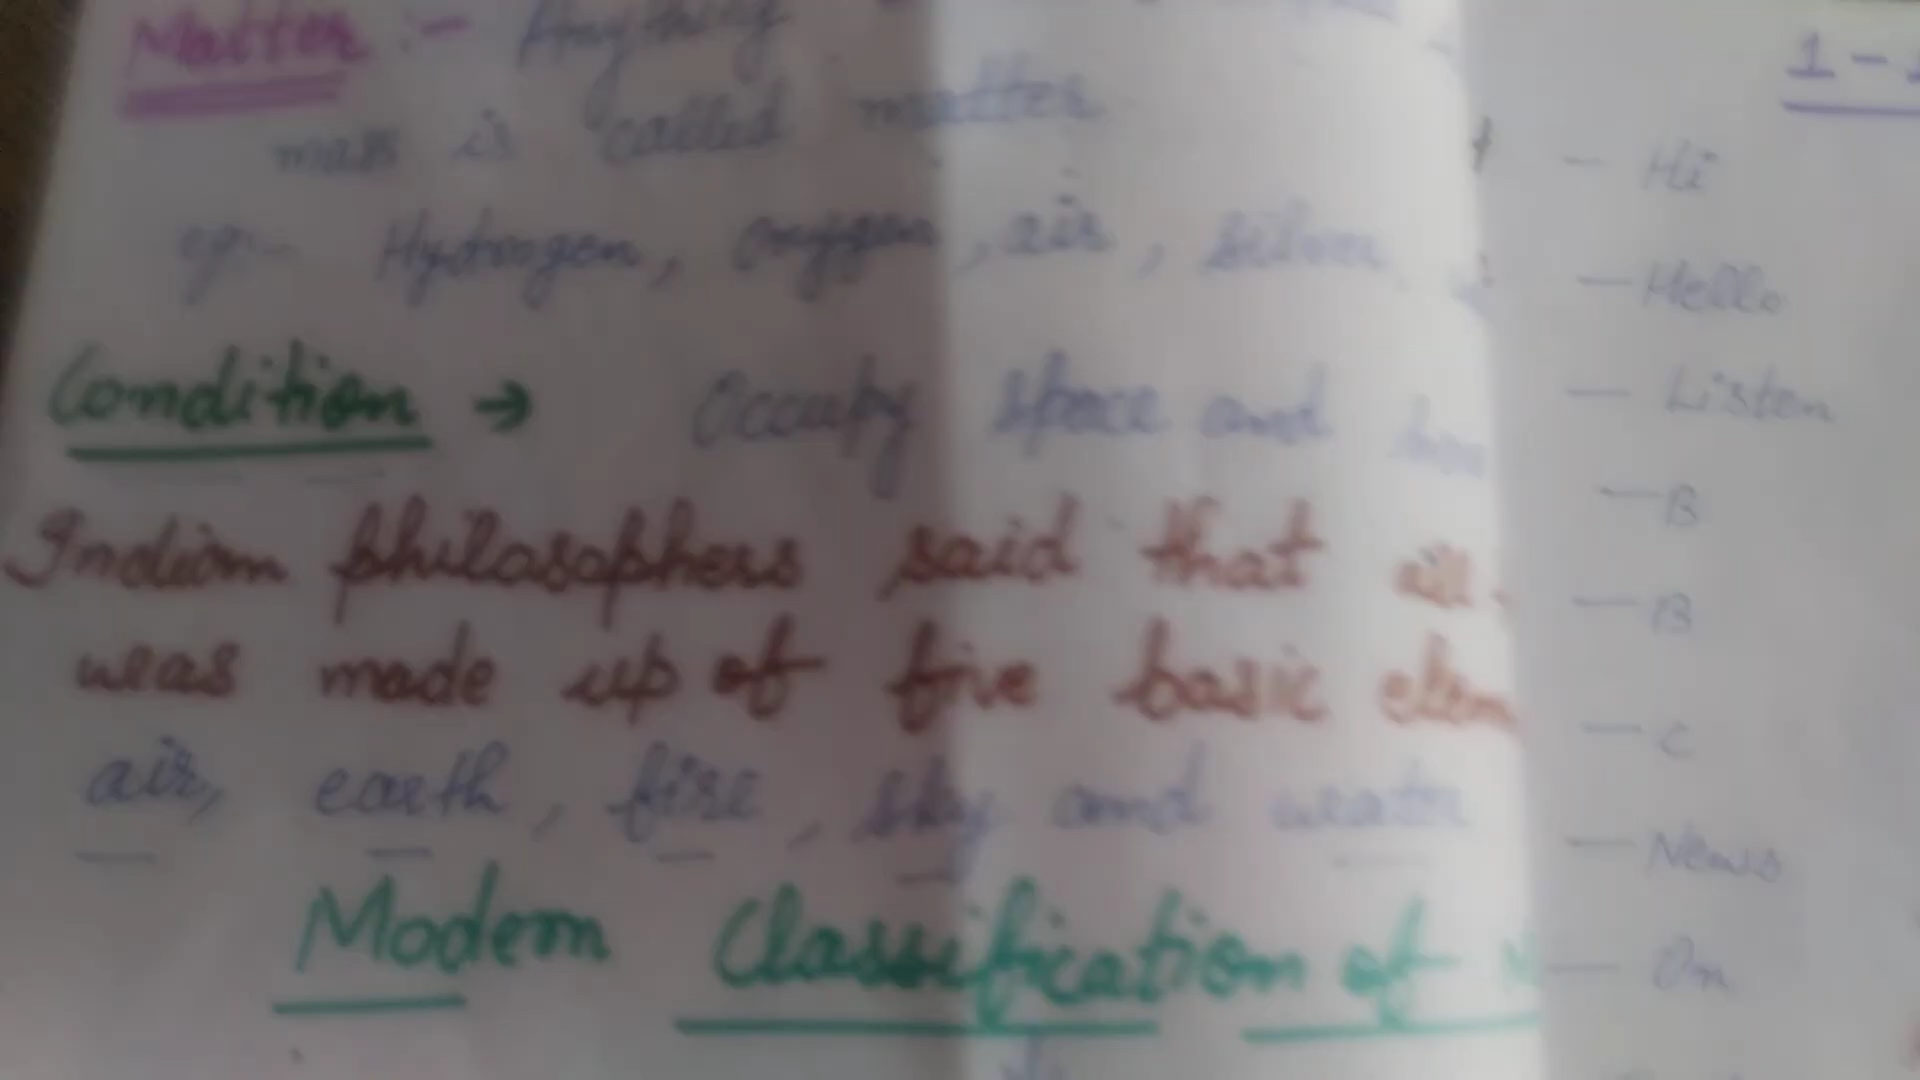 Matter :- Anything
mass is called matter
eg:- Hydrogen, oxygen, air, silver
Condition → Occupy space and
Indian philosophers said that all
was made up of five basic
air, earth, fire, sky and water
Modern Classification of
1 -
- Hi
- Hello
- Listen
- B
- B
- C
- News
- On